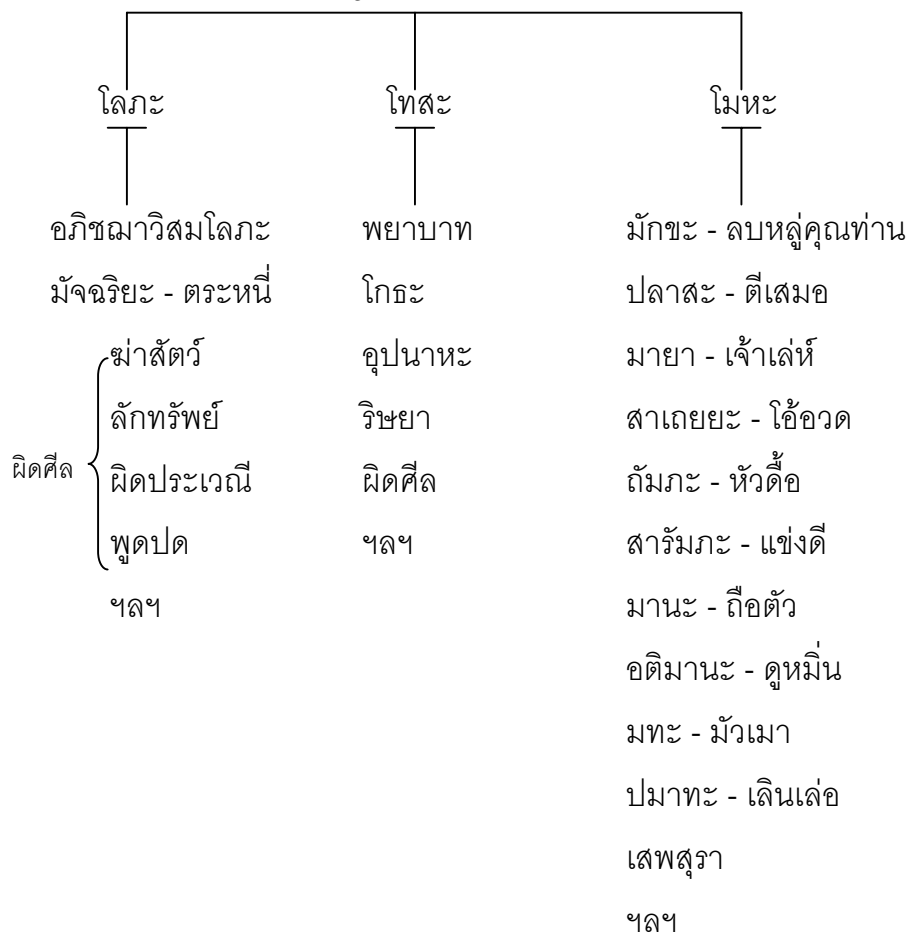 โลภะ
โทสะ
โมหะ
อภิชฌาวิสมโลภะ
มัจฉริยะ - ตระหนี่
ผิดศีล
ฆ่าสัตว์
ลักทรัพย์
ผิดประเวณี
พูดปด
ฯลฯ
พยาบาท
โกธะ
อุปนาหะ
ริษยา
ผิดศีล
ฯลฯ
มักขะ - ลบหลู่คุณท่าน
ปลาสะ - ตีเสมอ
มายา - เจ้าเล่ห์
สาเถยยะ - โอ้อวด
ถัมภะ - หัวดื้อ
สารัมภะ - แข่งดี
มานะ - ถือตัว
อติมานะ - ดูหมิ่น
มทะ - มัวเมา
ปมาทะ - เลินเล่อ
เสพสุรา
ฯลฯ